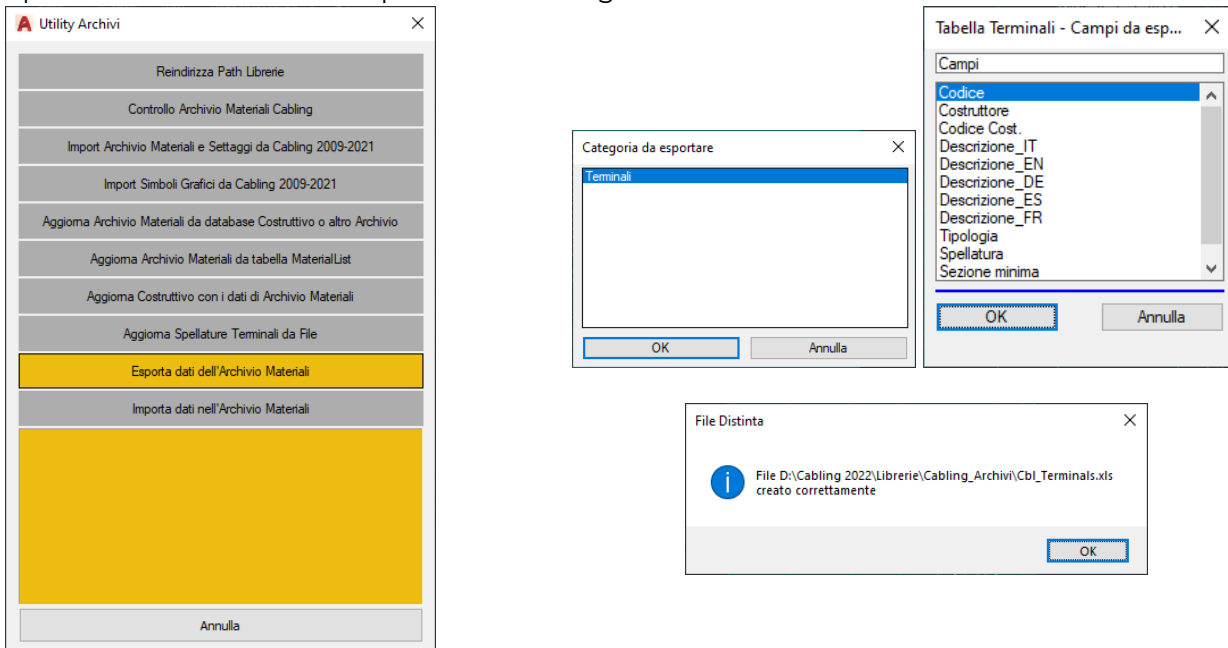 Utility Archivi
Reindirizza Path Librerie
Controllo Archivio Materiali Cabling
Import Archivio Materiali e Settaggi da Cabling 2009-2021
Import Simboli Grafici da Cabling 2009-2021
Aggiorna Archivio Materiali da database Costruttivo o altro Archivio
Aggiorna Archivio Materiali da tabella MaterialList
Aggiorna Costruttivo con i dati di Archivio Materiali
Aggiorna Spellature Terminali da File
Esporta dati dell'Archivio Materiali
Importa dati nell'Archivio Materiali
Annulla
Categoria da esportare
Terminali
OK Annulla
Tabella Terminali - Campi da esp...
Campi
Codice
Costruttore
Codice Cost.
Descrizione_IT
Descrizione_EN
Descrizione_DE
Descrizione_ES
Descrizione_FR
Tipologia
Spellatura
Sezione minima
OK Annulla
File Distinta
File D:\Cabling 2022\Librerie\Cabling_Archivi\Cbl_Terminals.xls
creato correttamente
OK